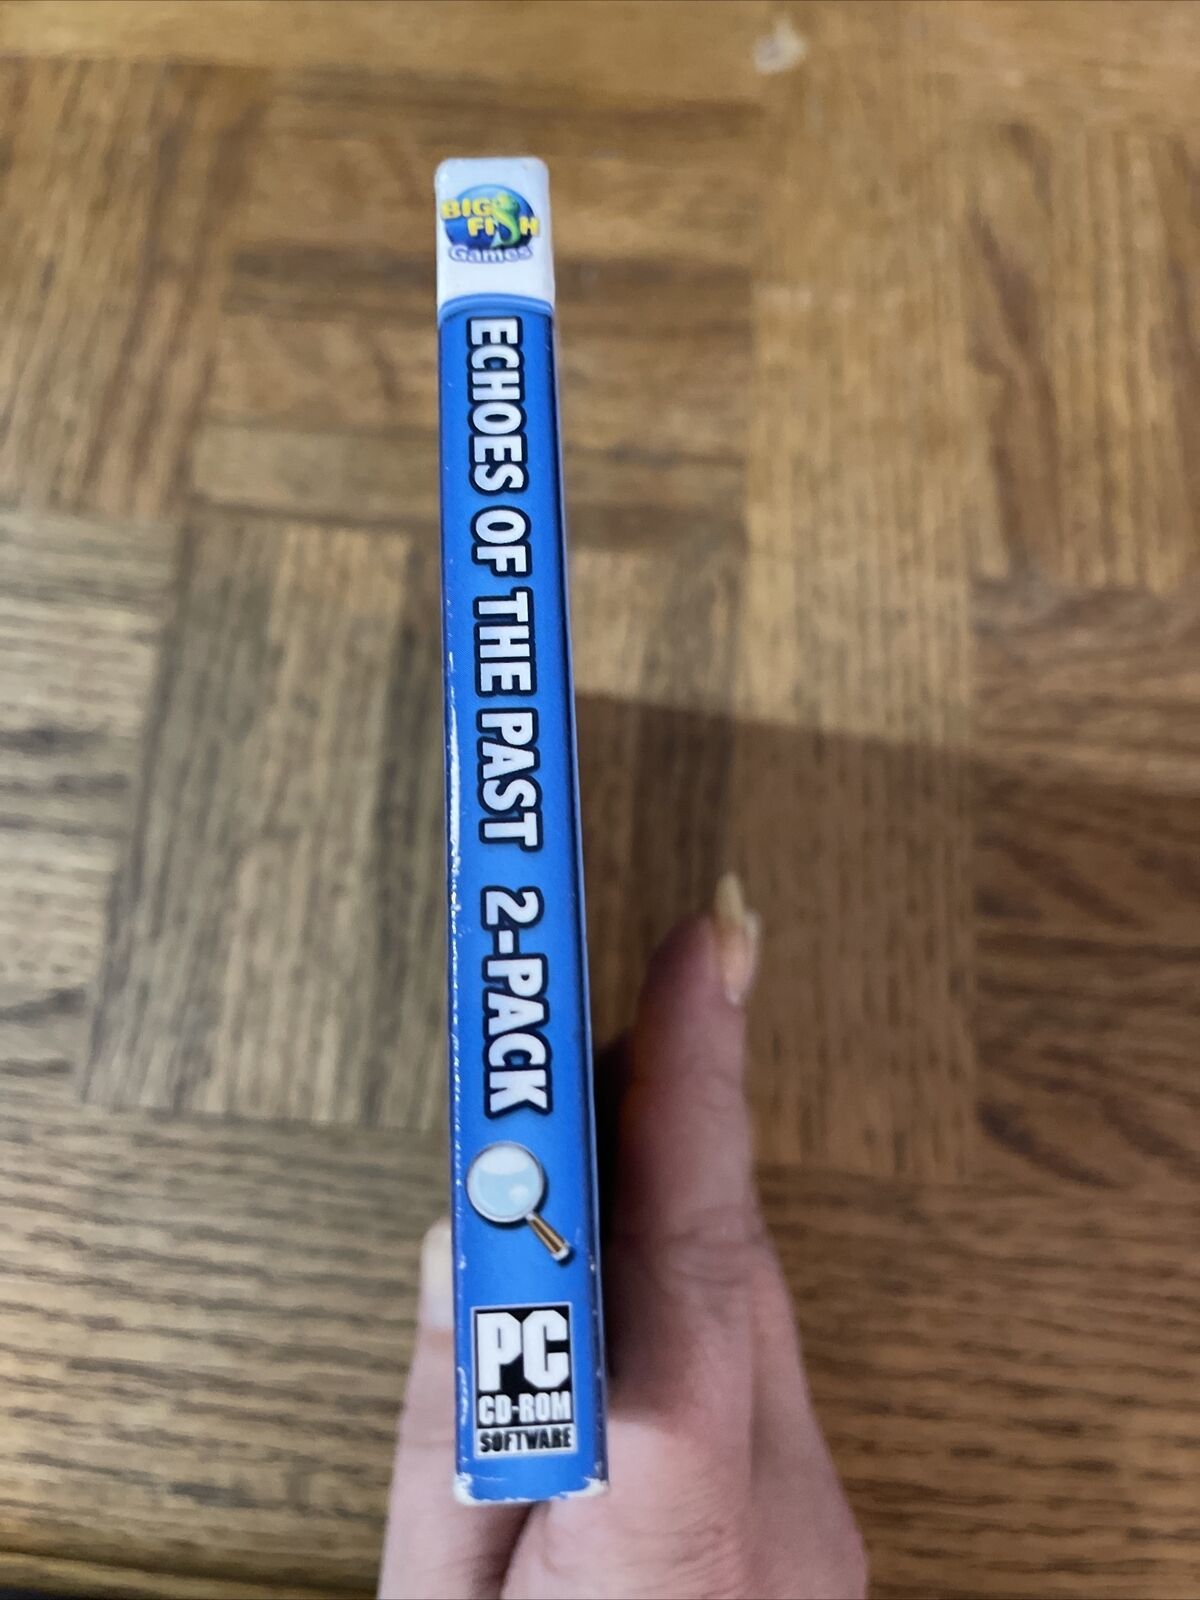 BIG
FISH
Games
ECHOES OF THE PAST 2-PACK
PC
CD-ROM
SOFTWARE